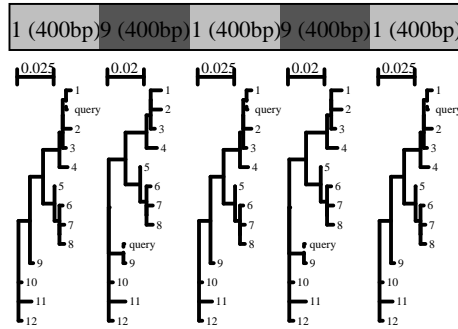 1 (400bp) 9 (400bp) 1 (400bp) 9 (400bp) 1 (400bp)
0.025 0.02 0.025 0.02 0.025
1 1 1 1 1
query 2 query 2 query
2 3 2 3 2
3 4 3 4 3
4 5 4 5 4
5 6 5 6 5
6 7 6 7 6
7 8 7 8 7
8 query 8 query 8
9 9 9 9 9
10 10 10 10 10
11 11 11 11 11
12 12 12 12 12